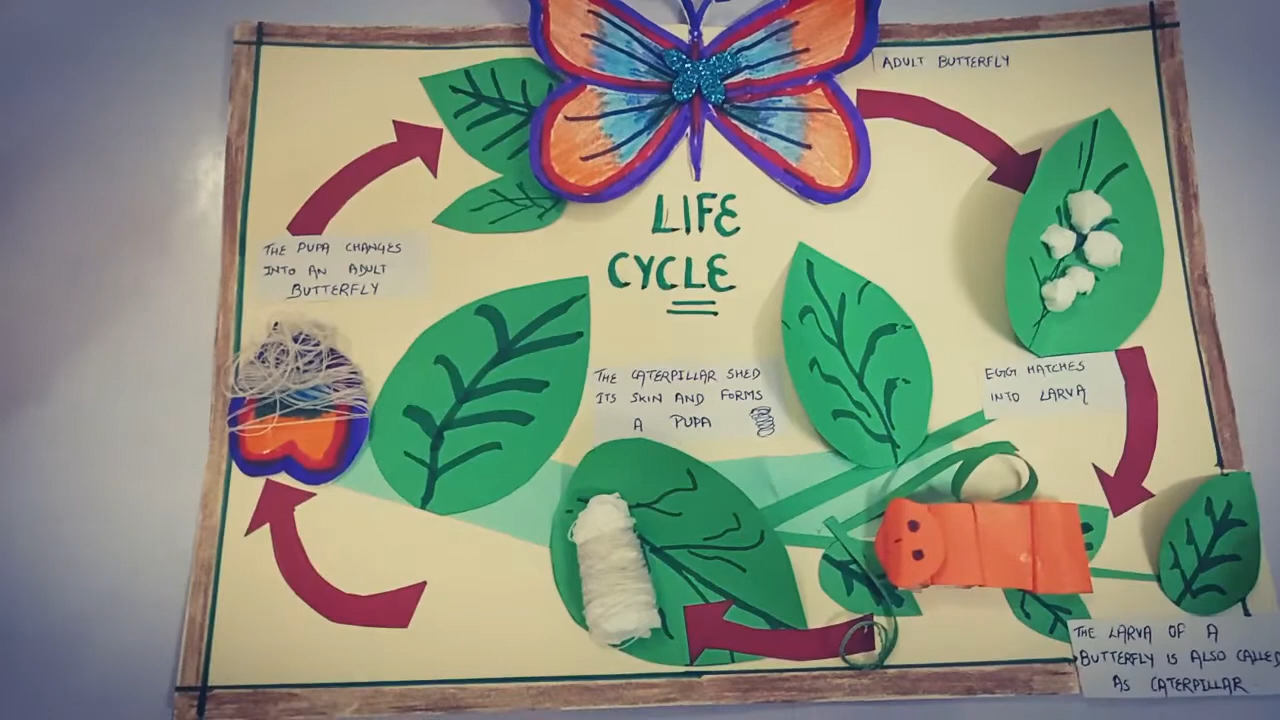 ADULT BUTTERFLY
LIFE
CYCLE
THE PUPA CHANGES
INTO AN ADULT
BUTTERFLY
THE CATERPILLAR SHED
ITS SKIN AND FORMS
A PUPA
EGG HATCHES
INTO LARVA
THE LARVA OF A
BUTTERFLY IS ALSO CALLED
AS CATERPILLAR